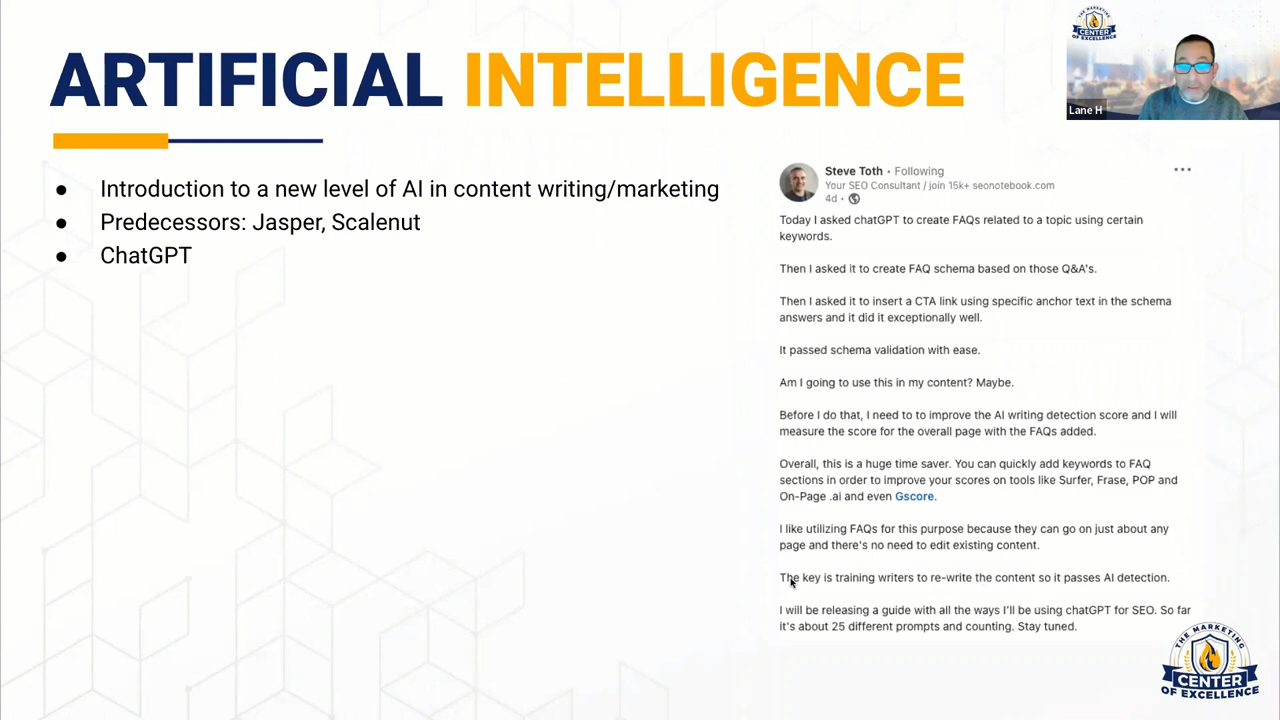 ARTIFICIAL INTELLIGENCE
THE MARKETING
CENTER
OF EXCELLENCE
Lane H
● Introduction to a new level of AI in content writing/marketing
● Predecessors: Jasper, Scalenut
● ChatGPT
Steve Toth • Following
Your SEO Consultant / join 15k+ seonotebook.com
4d •
Today I asked chatGPT to create FAQs related to a topic using certain
keywords.
Then I asked it to create FAQ schema based on those Q&A's.
Then I asked it to insert a CTA link using specific anchor text in the schema
answers and it did it exceptionally well.
It passed schema validation with ease.
Am I going to use this in my content? Maybe.
Before I do that, I need to to improve the AI writing detection score and I will
measure the score for the overall page with the FAQs added.
Overall, this is a huge time saver. You can quickly add keywords to FAQ
sections in order to improve your scores on tools like Surfer, Frase, POP and
On-Page .ai and even Gscore.
I like utilizing FAQs for this purpose because they can go on just about any
page and there's no need to edit existing content.
The key is training writers to re-write the content so it passes AI detection.
I will be releasing a guide with all the ways I'll be using chatGPT for SEO. So far
it's about 25 different prompts and counting. Stay tuned.
THE MARKETING
CENTER
OF EXCELLENCE